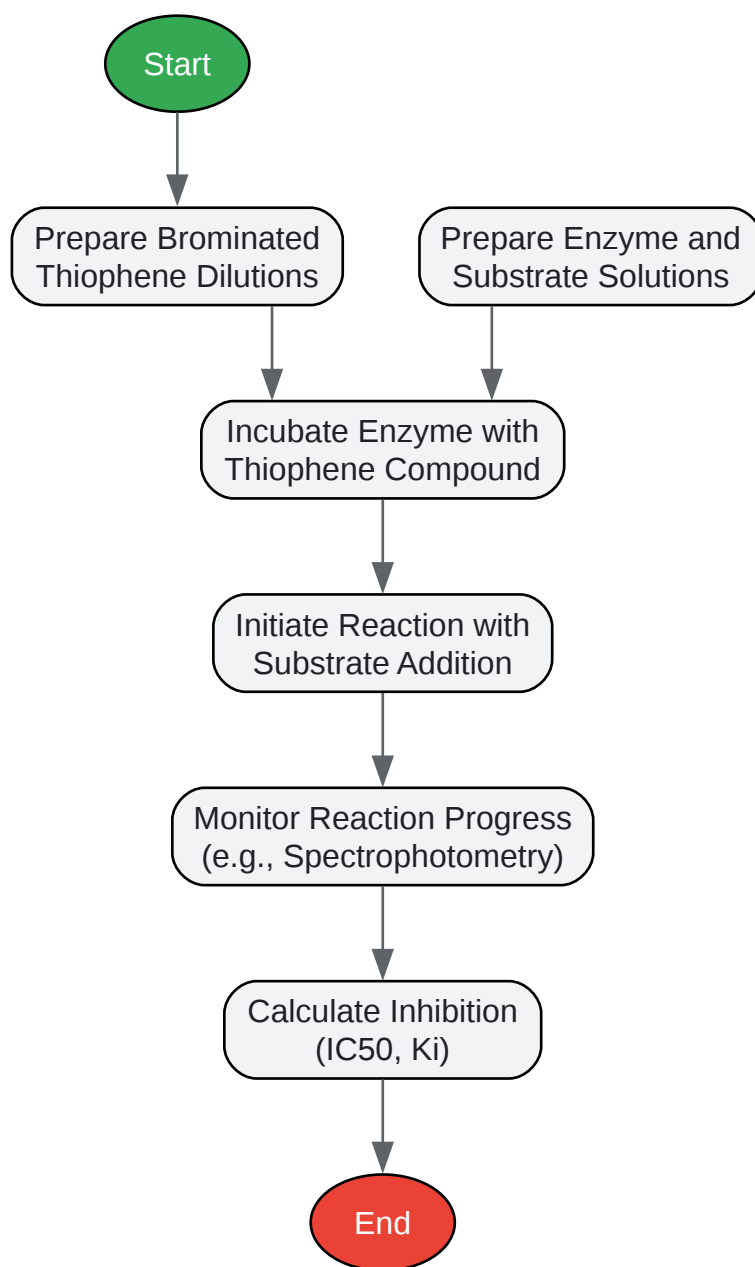 Start
Prepare Brominated
Thiophene Dilutions
Prepare Enzyme and
Substrate Solutions
Incubate Enzyme with
Thiophene Compound
Initiate Reaction with
Substrate Addition
Monitor Reaction Progress
(e.g., Spectrophotometry)
Calculate Inhibition
(IC50, Ki)
End